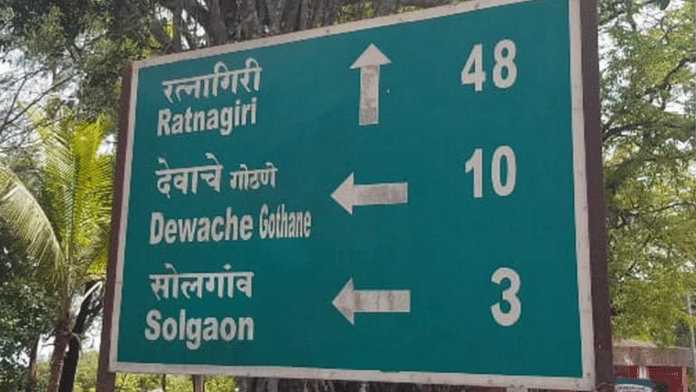 रत्नागिरी 48
Ratnagiri
देवाचे गोठणे 10
Dewache Gothane
सोलगांव 3
Solgaon